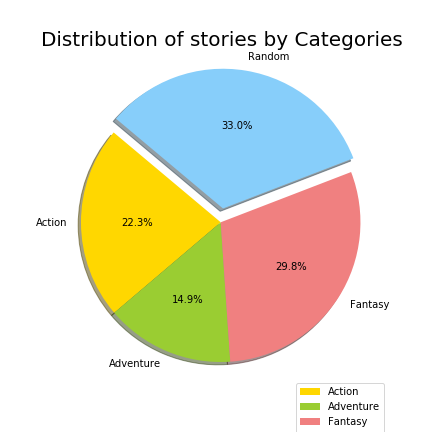 Distribution of stories by Categories
Random
33.0%
Action
22.3%
29.8%
14.9%
Fantasy
Adventure
Action
Adventure
Fantasy